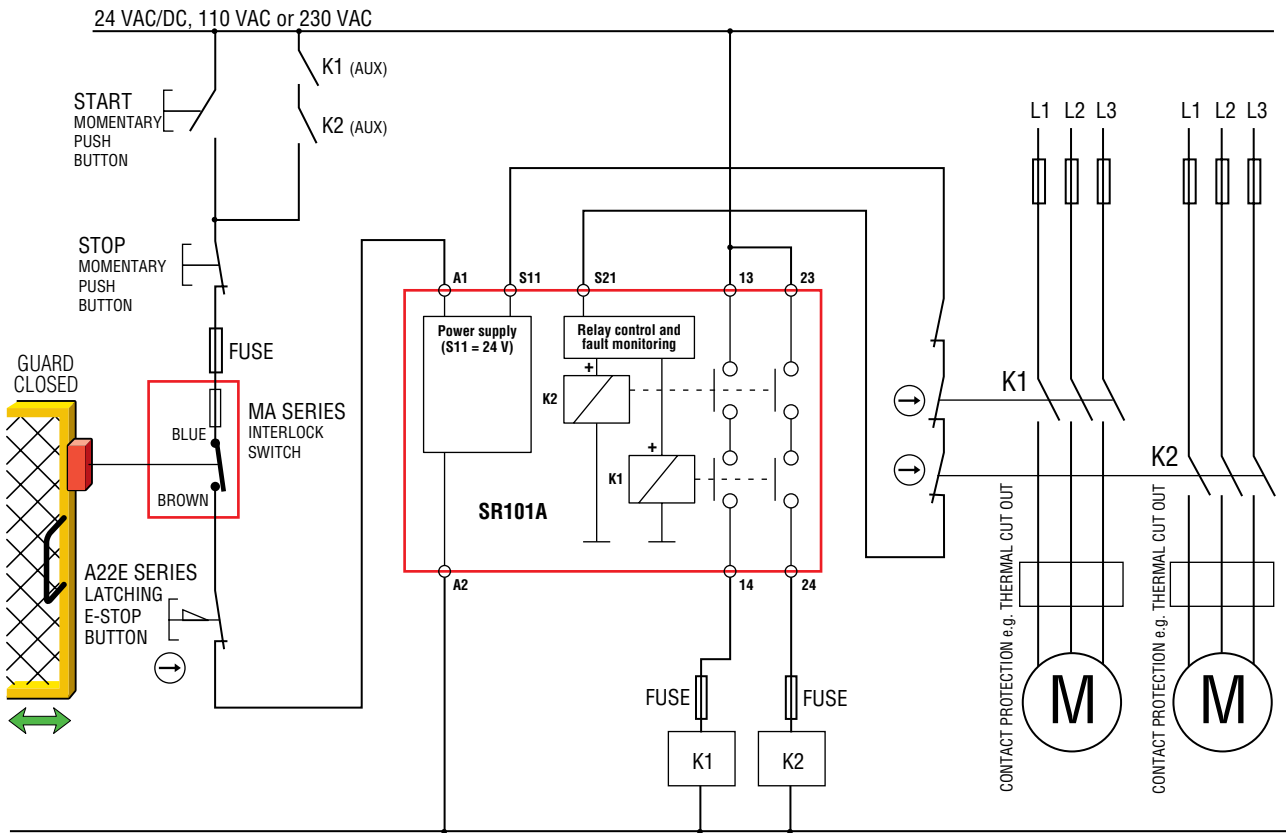 24 VAC/DC, 110 VAC or 230 VAC
K1 (AUX)
K2 (AUX)
START
MOMENTARY
PUSH
BUTTON
STOP
MOMENTARY
PUSH
BUTTON
FUSE
GUARD
CLOSED
MA SERIES
INTERLOCK
SWITCH
BLUE
BROWN
A22E SERIES
LATCHING
E-STOP
BUTTON
A1
S11
S21
13
23
Power supply
(S11 = 24 V)
Relay control and
fault monitoring
+
K2
+
K1
SR101A
A2
14
24
FUSE
FUSE
K1
K2
L1 L2 L3
L1 L2 L3
K1
K2
CONTACT PROTECTION e.g. THERMAL CUT OUT
CONTACT PROTECTION e.g. THERMAL CUT OUT
M
M